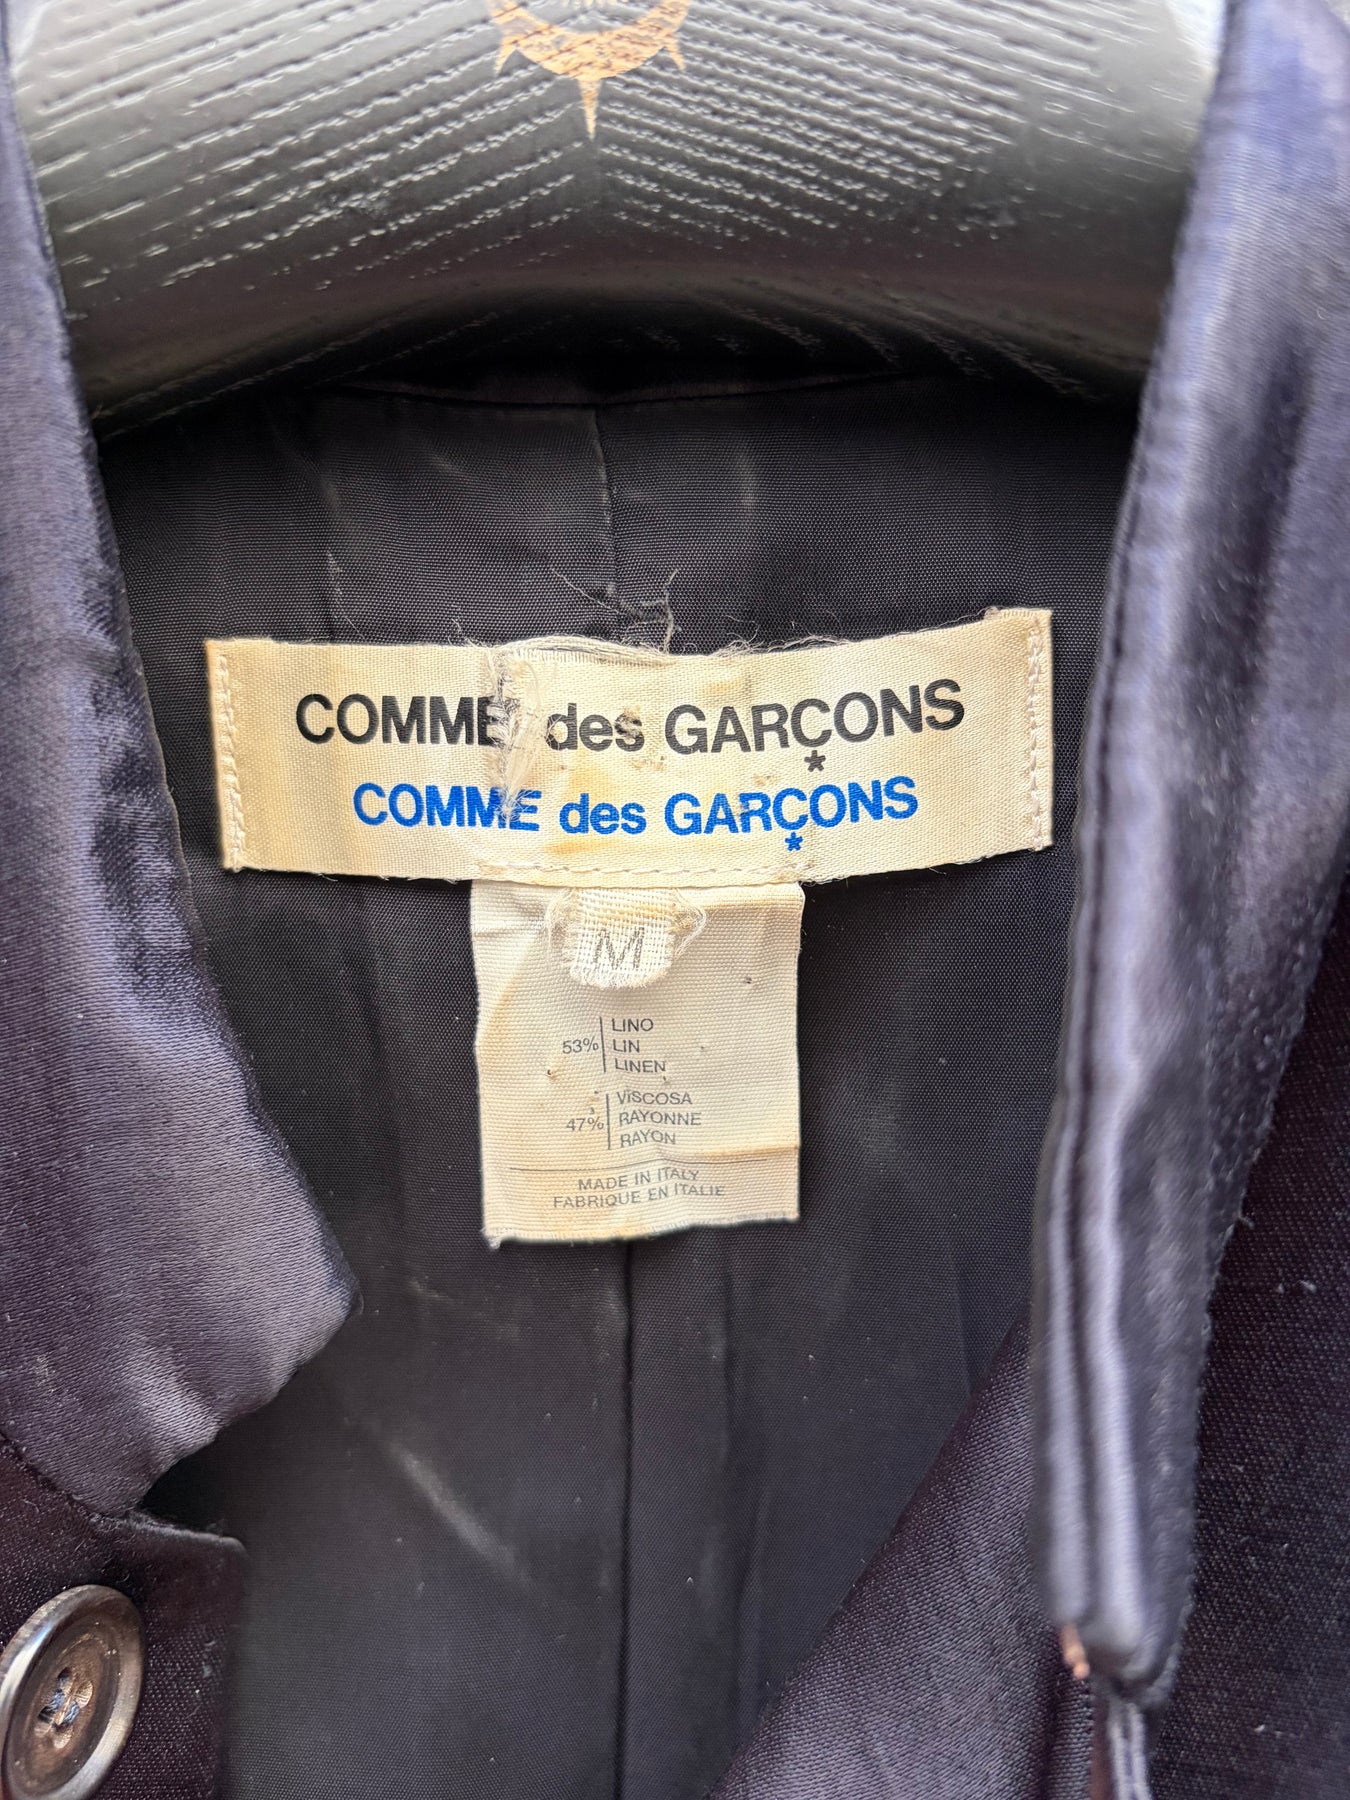 COMME des GARÇONS
COMME des GARÇONS
M
53% LINO
LIN
LINEN
47% VISCOSA
RAYONNE
RAYON
MADE IN ITALY
FABRIQUE EN ITALIE